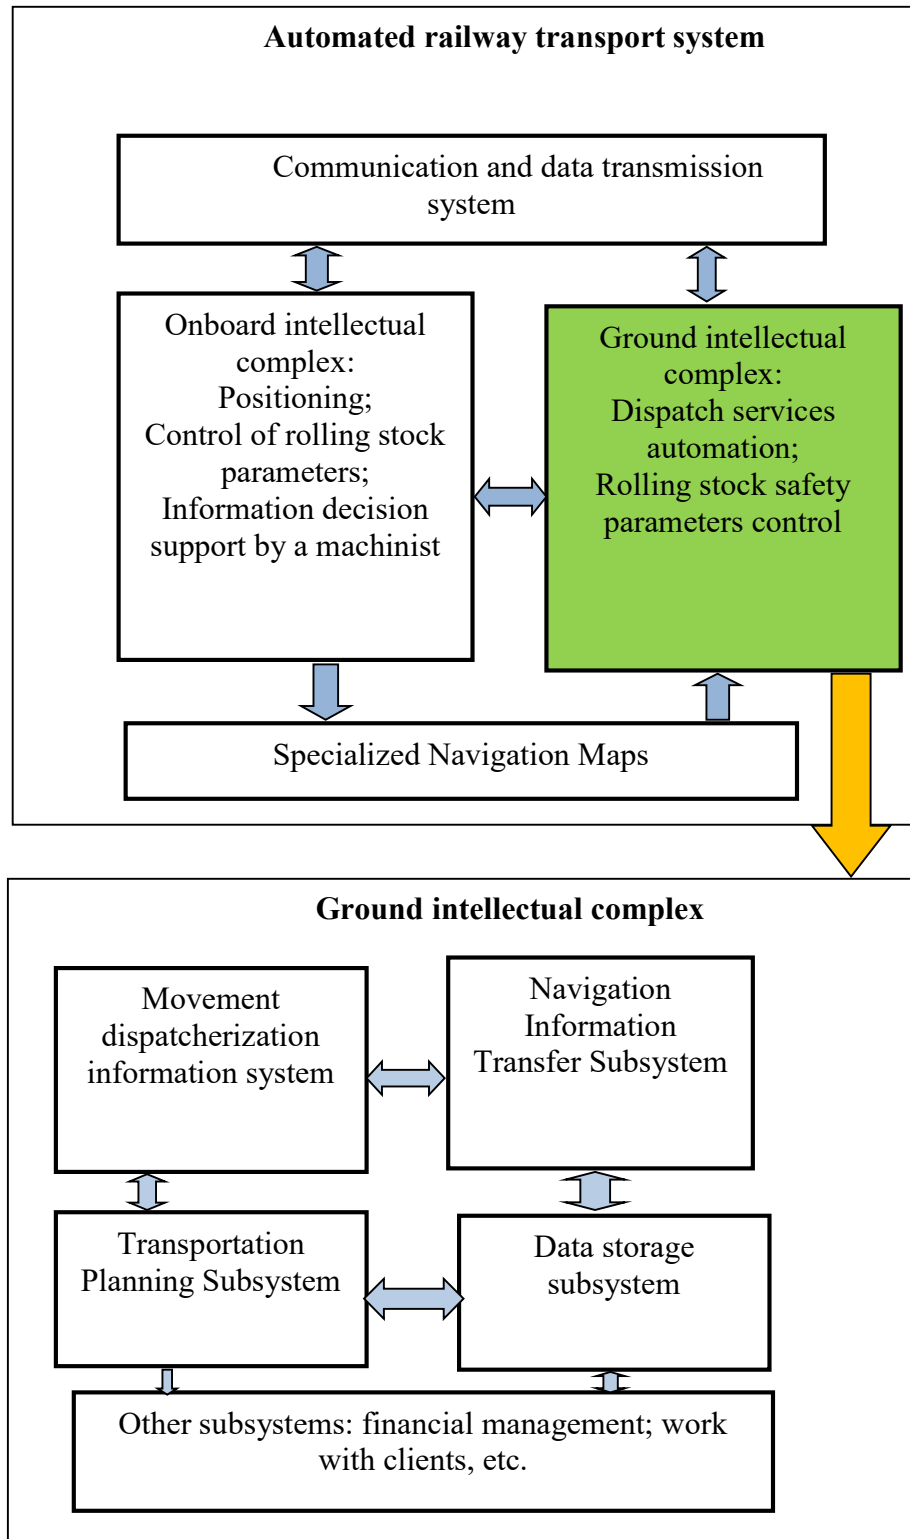 Automated railway transport system
Communication and data transmission
system
Onboard intellectual
complex:
Positioning;
Control of rolling stock
parameters;
Information decision
support by a machinist
Ground intellectual
complex:
Dispatch services
automation;
Rolling stock safety
parameters control
Specialized Navigation Maps
Ground intellectual complex
Movement
dispatcherization
information system
Navigation
Information
Transfer Subsystem
Transportation
Planning Subsystem
Data storage
subsystem
Other subsystems: financial management; work
with clients, etc.